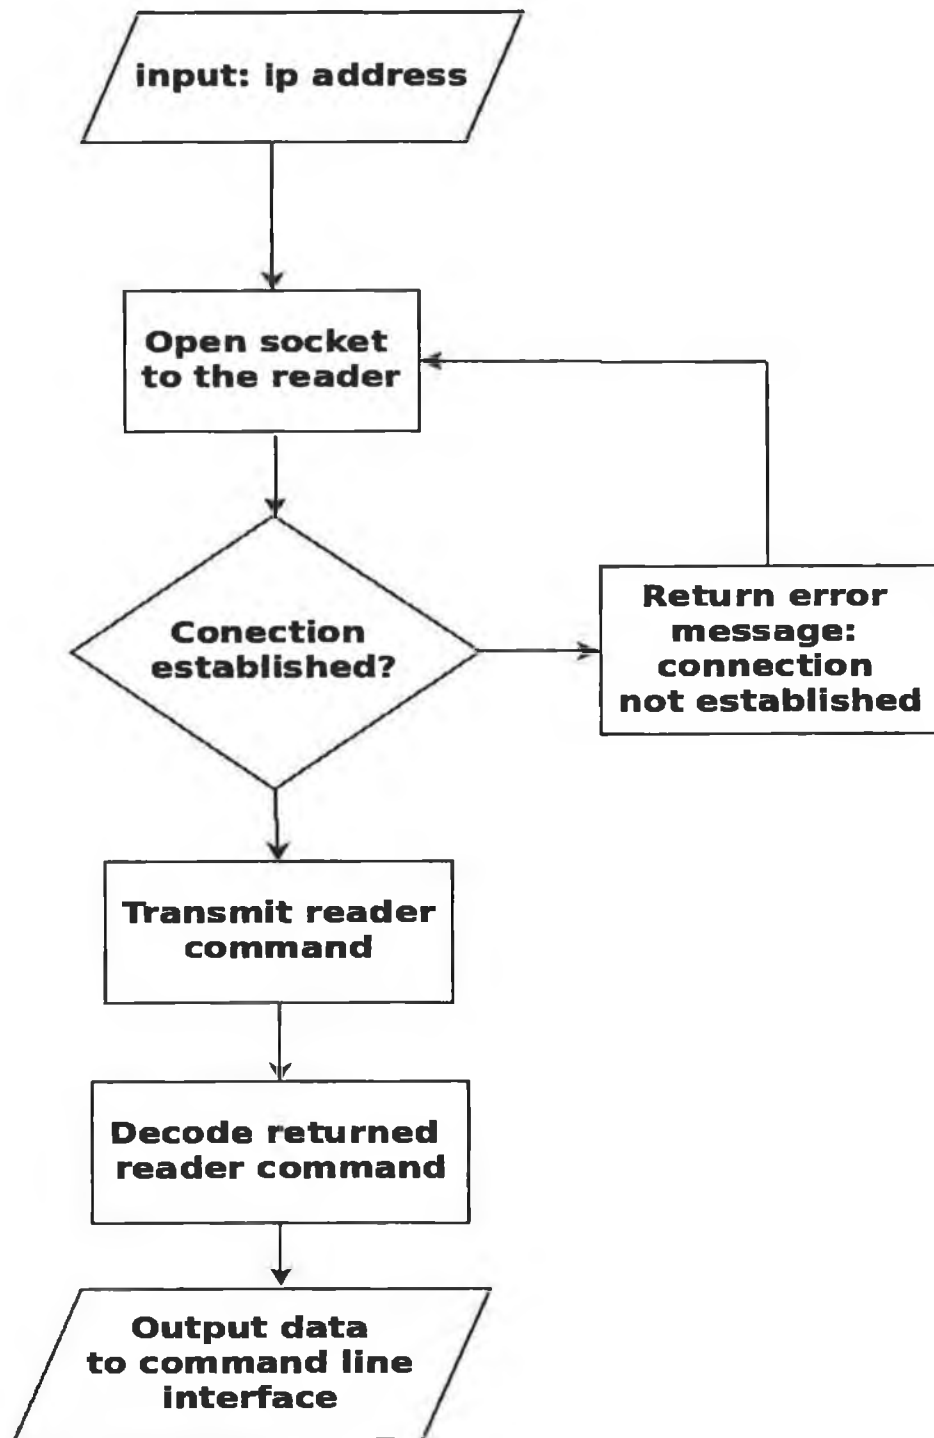 input: ip address
Open socket
to the reader
Conection
established?
Return error
message:
connection
not established
Transmit reader
command
Decode returned
reader command
Output data
to command line
interface